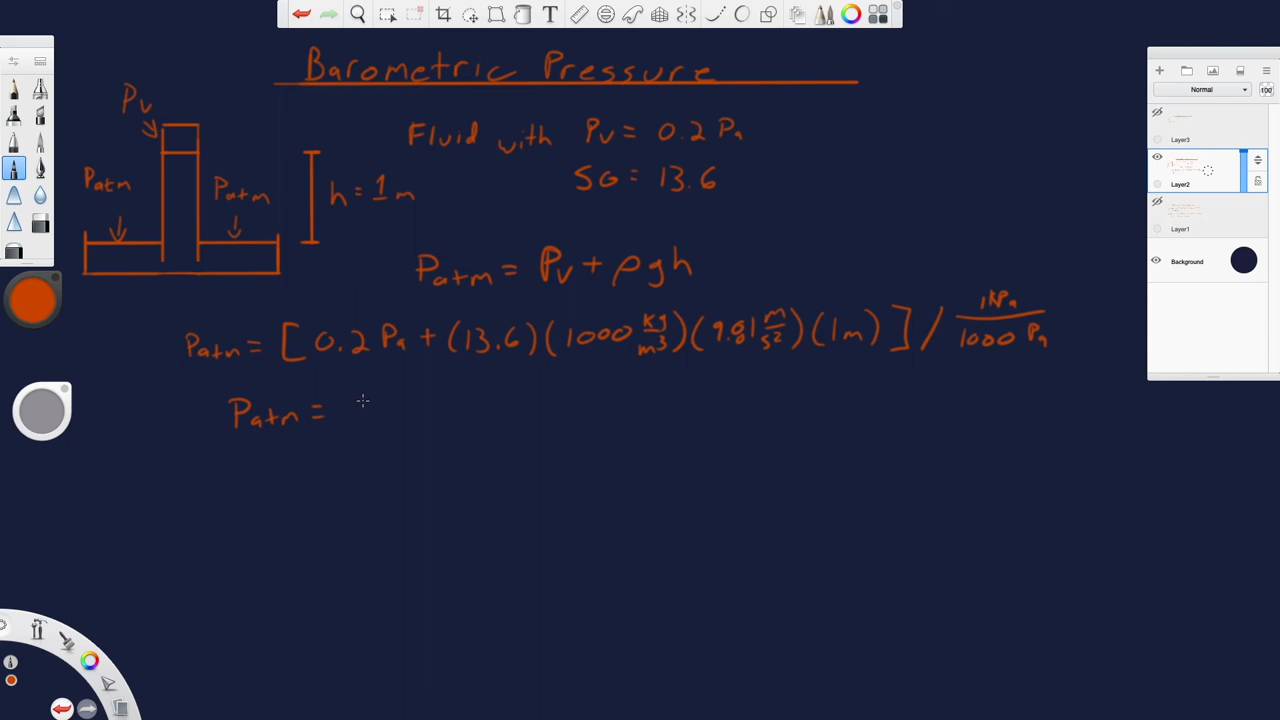 Barometric Pressure
Pv
Patm
Patm
h = 1 m
Fluid with Pv = 0.2 Pa
SG = 13.6
Patm = Pv + ρgh
Patm = [0.2 Pa + (13.6)(1000 kg/m³)(9.81 m/s²)(1m)] / 1kPa/1000 Pa
Patm =
T
Normal
100
Layer3
Layer2
Layer1
Background